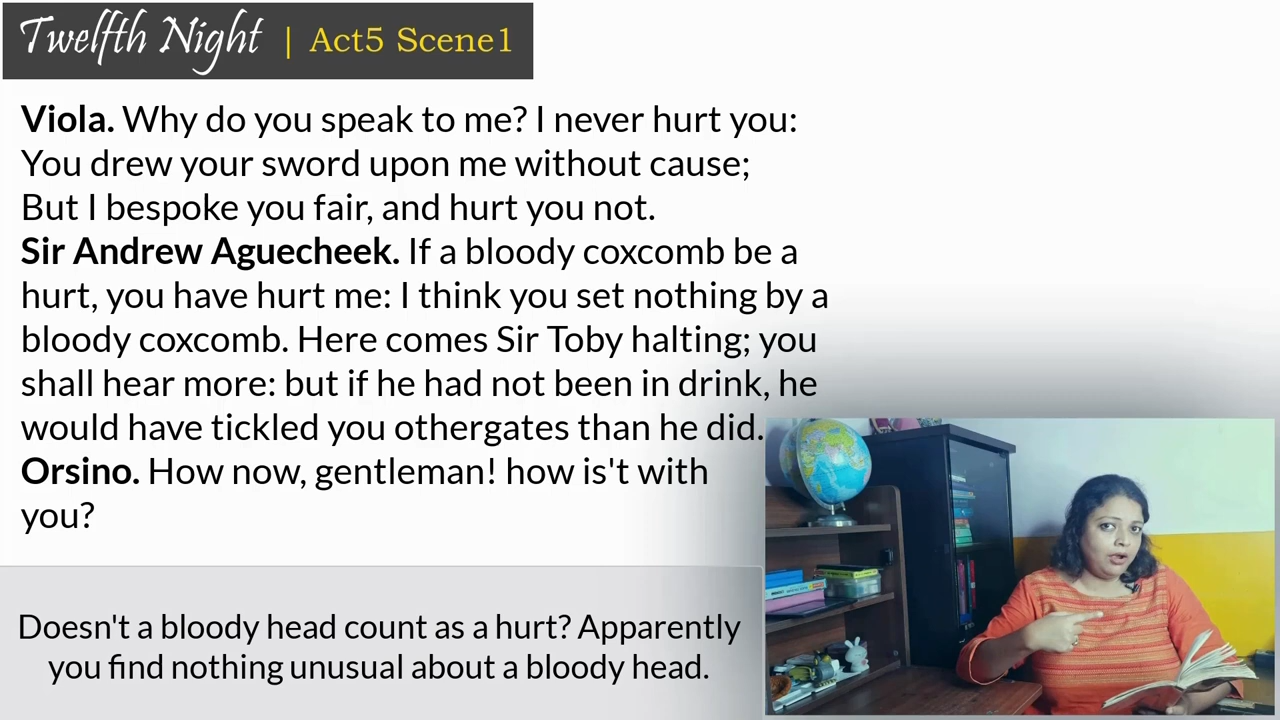 Twelfth Night | Act5 Scene1
Viola. Why do you speak to me? I never hurt you:
You drew your sword upon me without cause;
But I bespoke you fair, and hurt you not.
Sir Andrew Aguecheek. If a bloody coxcomb be a
hurt, you have hurt me: I think you set nothing by a
bloody coxcomb. Here comes Sir Toby halting; you
shall hear more: but if he had not been in drink, he
would have tickled you othergates than he did.
Orsino. How now, gentleman! how is't with
you?
Doesn't a bloody head count as a hurt? Apparently
you find nothing unusual about a bloody head.